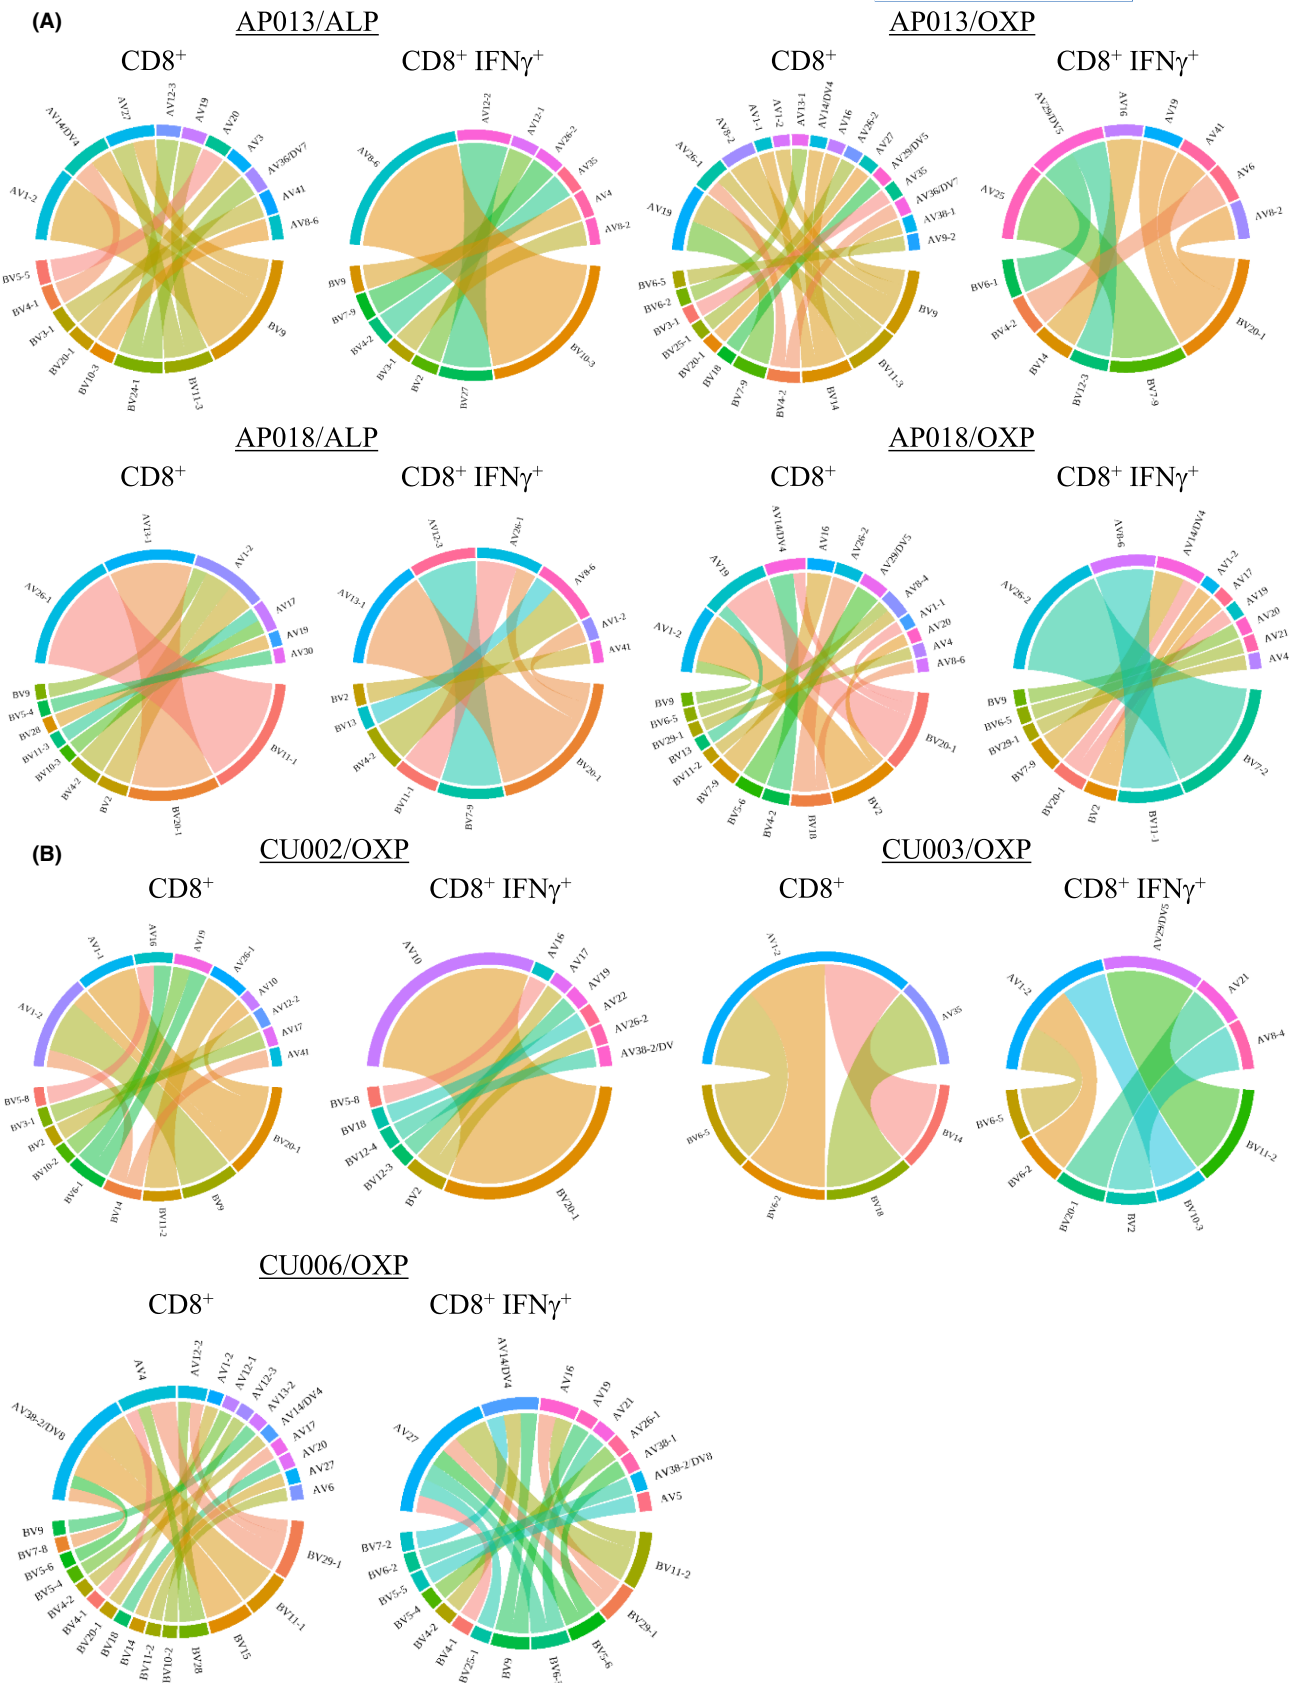 (A)
AP013/ALP
AP013/OXP
CD8+
CD8+ IFNγ+
CD8+
CD8+ IFNγ+
AV1-2
AV14/DV4
AV27
AV12-3
AV19
AV20
AV3
AV36/DV7
AV41
AV8-6
BV5-5
BV4-1
BV3-1
BV20-1
BV10-3
BV24-1
BV11-3
BV9
AV8-6
AV12-2
AV12-1
AV26-2
AV35
AV4
AV8-2
BV9
BV7-9
BV4-2
BV3-1
BV2
BV27
BV10-3
AV19
AV26-1
AV8-2
AV1-1
AV1-2
AV13-1
AV14/DV4
AV16
AV26-2
AV27
AV29/DV5
AV35
AV36/DV7
AV38-1
AV9-2
BV6-5
BV6-2
BV3-1
BV25-1
BV20-1
BV18
BV7-9
BV4-2
BV14
BV11-3
BV9
AV25
AV29/DV5
AV16
AV19
AV41
AV6
AV8-2
BV6-1
BV4-2
BV14
BV12-3
BV7-9
BV20-1
AP018/ALP
AP018/OXP
CD8+
CD8+ IFNγ+
CD8+
CD8+ IFNγ+
AV26-1
AV13-1
AV1-2
AV17
AV19
AV30
BV9
BV5-4
BV28
BV11-3
BV10-3
BV4-2
BV2
BV20-1
BV11-1
AV13-1
AV12-3
AV26-1
AV8-6
AV1-2
AV41
BV2
BV13
BV4-2
BV11-1
BV7-9
BV20-1
AV1-2
AV19
AV14/DV4
AV16
AV26-2
AV29/DV5
AV8-4
AV1-1
AV20
AV4
AV8-6
BV9
BV6-5
BV29-1
BV13
BV11-2
BV7-9
BV5-6
BV4-2
BV18
BV2
BV20-1
AV26-2
AV8-6
AV14/DV4
AV1-2
AV17
AV19
AV20
AV21
AV4
BV9
BV6-5
BV29-1
BV7-9
BV20-1
BV2
BV11-1
BV7-2
(B)
CU002/OXP
CU003/OXP
CD8+
CD8+ IFNγ+
CD8+
CD8+ IFNγ+
AV1-2
AV1-1
AV16
AV19
AV26-1
AV10
AV12-2
AV17
AV41
BV5-8
BV3-1
BV2
BV10-2
BV6-1
BV14
BV11-2
BV9
BV20-1
AV10
AV16
AV17
AV19
AV22
AV26-2
AV38-2/DV
BV5-8
BV18
BV12-4
BV12-3
BV2
BV20-1
AV1-2
AV35
BV6-5
BV6-2
BV18
BV14
AV1-2
AV29/DV5
AV21
AV8-4
BV6-5
BV6-2
BV20-1
BV2
BV10-3
BV11-2
CU006/OXP
CD8+
CD8+ IFNγ+
AV38-2/DV8
AV4
AV12-2
AV1-2
AV12-1
AV12-3
AV13-2
AV14/DV4
AV17
AV20
AV27
AV6
BV9
BV7-8
BV5-6
BV5-4
BV4-2
BV4-1
BV20-1
BV18
BV14
BV11-2
BV10-2
BV28
BV15
BV11-1
BV29-1
AV27
AV14/DV4
AV16
AV19
AV21
AV26-1
AV38-1
AV38-2/DV8
AV5
BV7-2
BV6-2
BV5-5
BV5-4
BV4-2
BV4-1
BV25-1
BV9
BV5-6
BV29-1
BV11-2